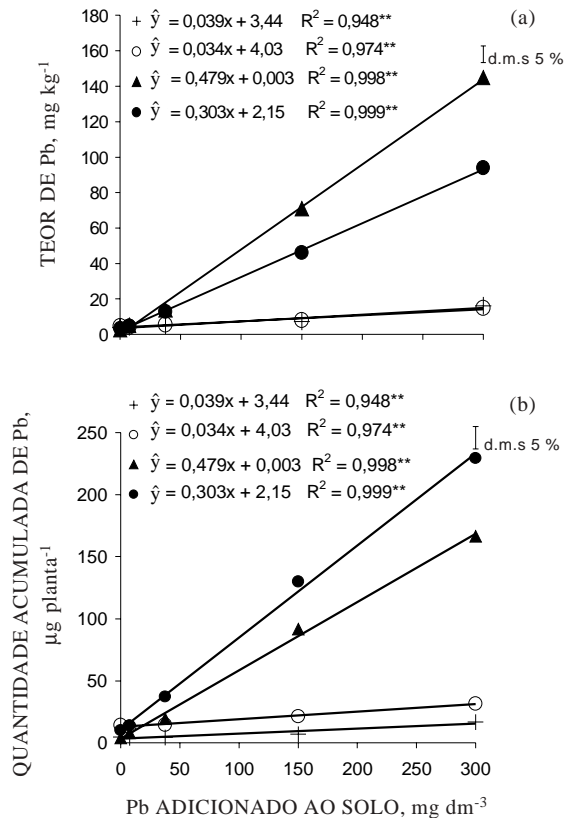 (a)
+ ŷ = 0,039x + 3,44 R² = 0,948**
○ ŷ = 0,034x + 4,03 R² = 0,974**
▲ ŷ = 0,479x + 0,003 R² = 0,998**
● ŷ = 0,303x + 2,15 R² = 0,999**
d.m.s 5 %
TEOR DE Pb, mg kg⁻¹
180
160
140
120
100
80
60
40
20
0
(b)
+ ŷ = 0,039x + 3,44 R² = 0,948**
○ ŷ = 0,034x + 4,03 R² = 0,974**
▲ ŷ = 0,479x + 0,003 R² = 0,998**
● ŷ = 0,303x + 2,15 R² = 0,999**
d.m.s 5 %
QUANTIDADE ACUMULADA DE Pb,
µg planta⁻¹
250
200
150
100
50
0
0 50 100 150 200 250 300
Pb ADICIONADO AO SOLO, mg dm⁻³